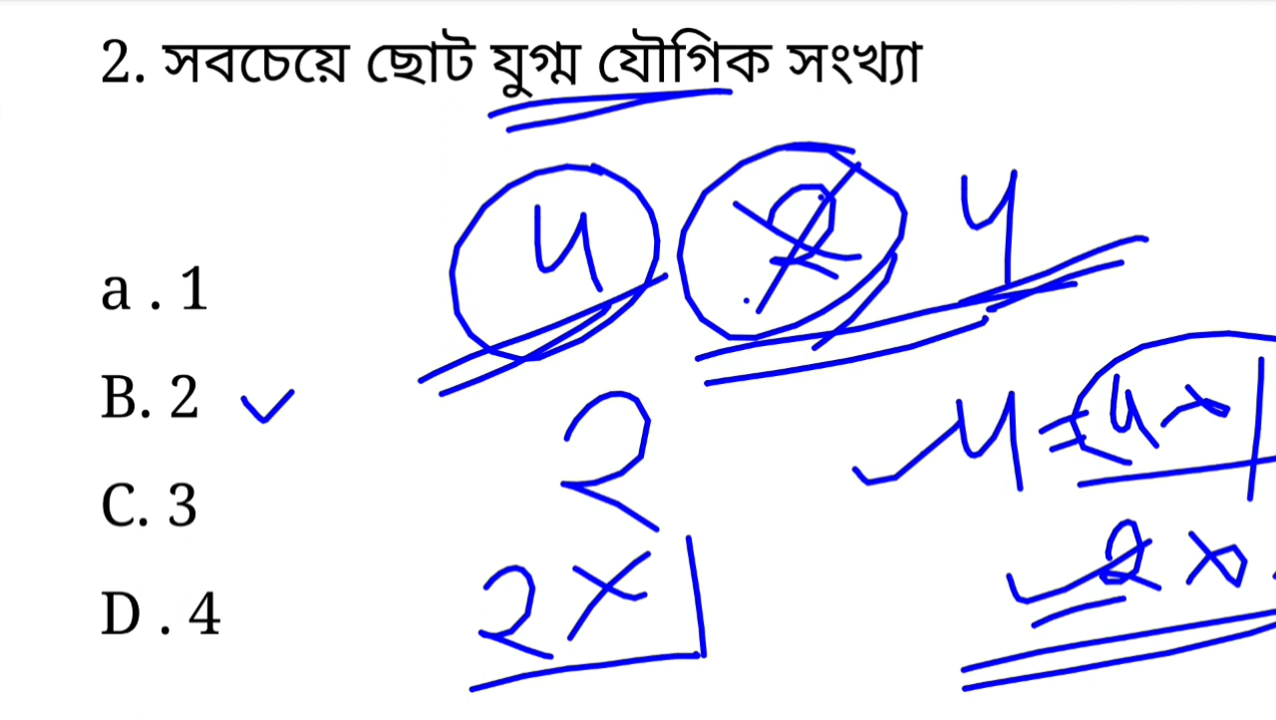 2. সবচেয়ে ছোট যুগ্ম যৌগিক সংখ্যা
4 2 4
a . 1
B. 2
C. 3
D . 4
2
4 = 4 × 1
2 × 1
2 ×